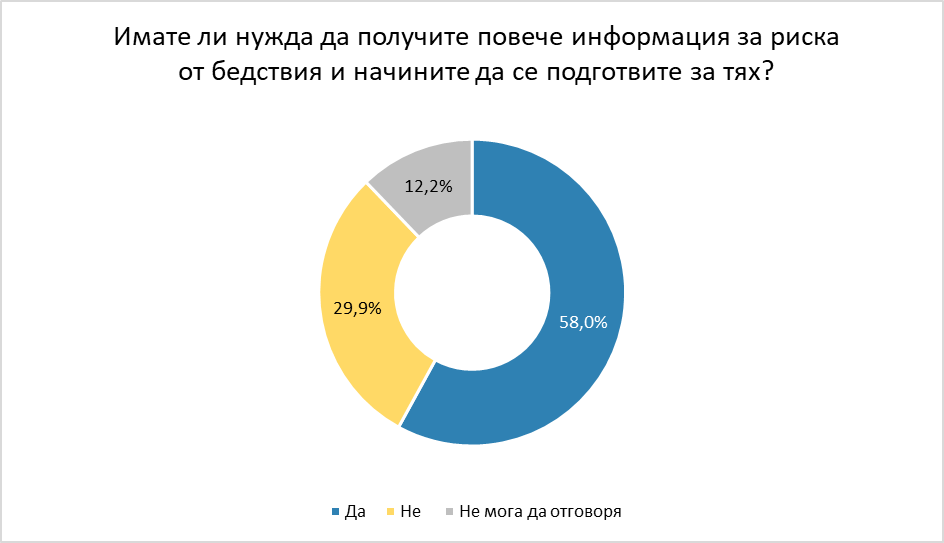 Имате ли нужда да получите повече информация за риска
от бедствия и начините да се подготвите за тях?
12,2%
29,9%
58,0%
Да Не Не мога да отговоря